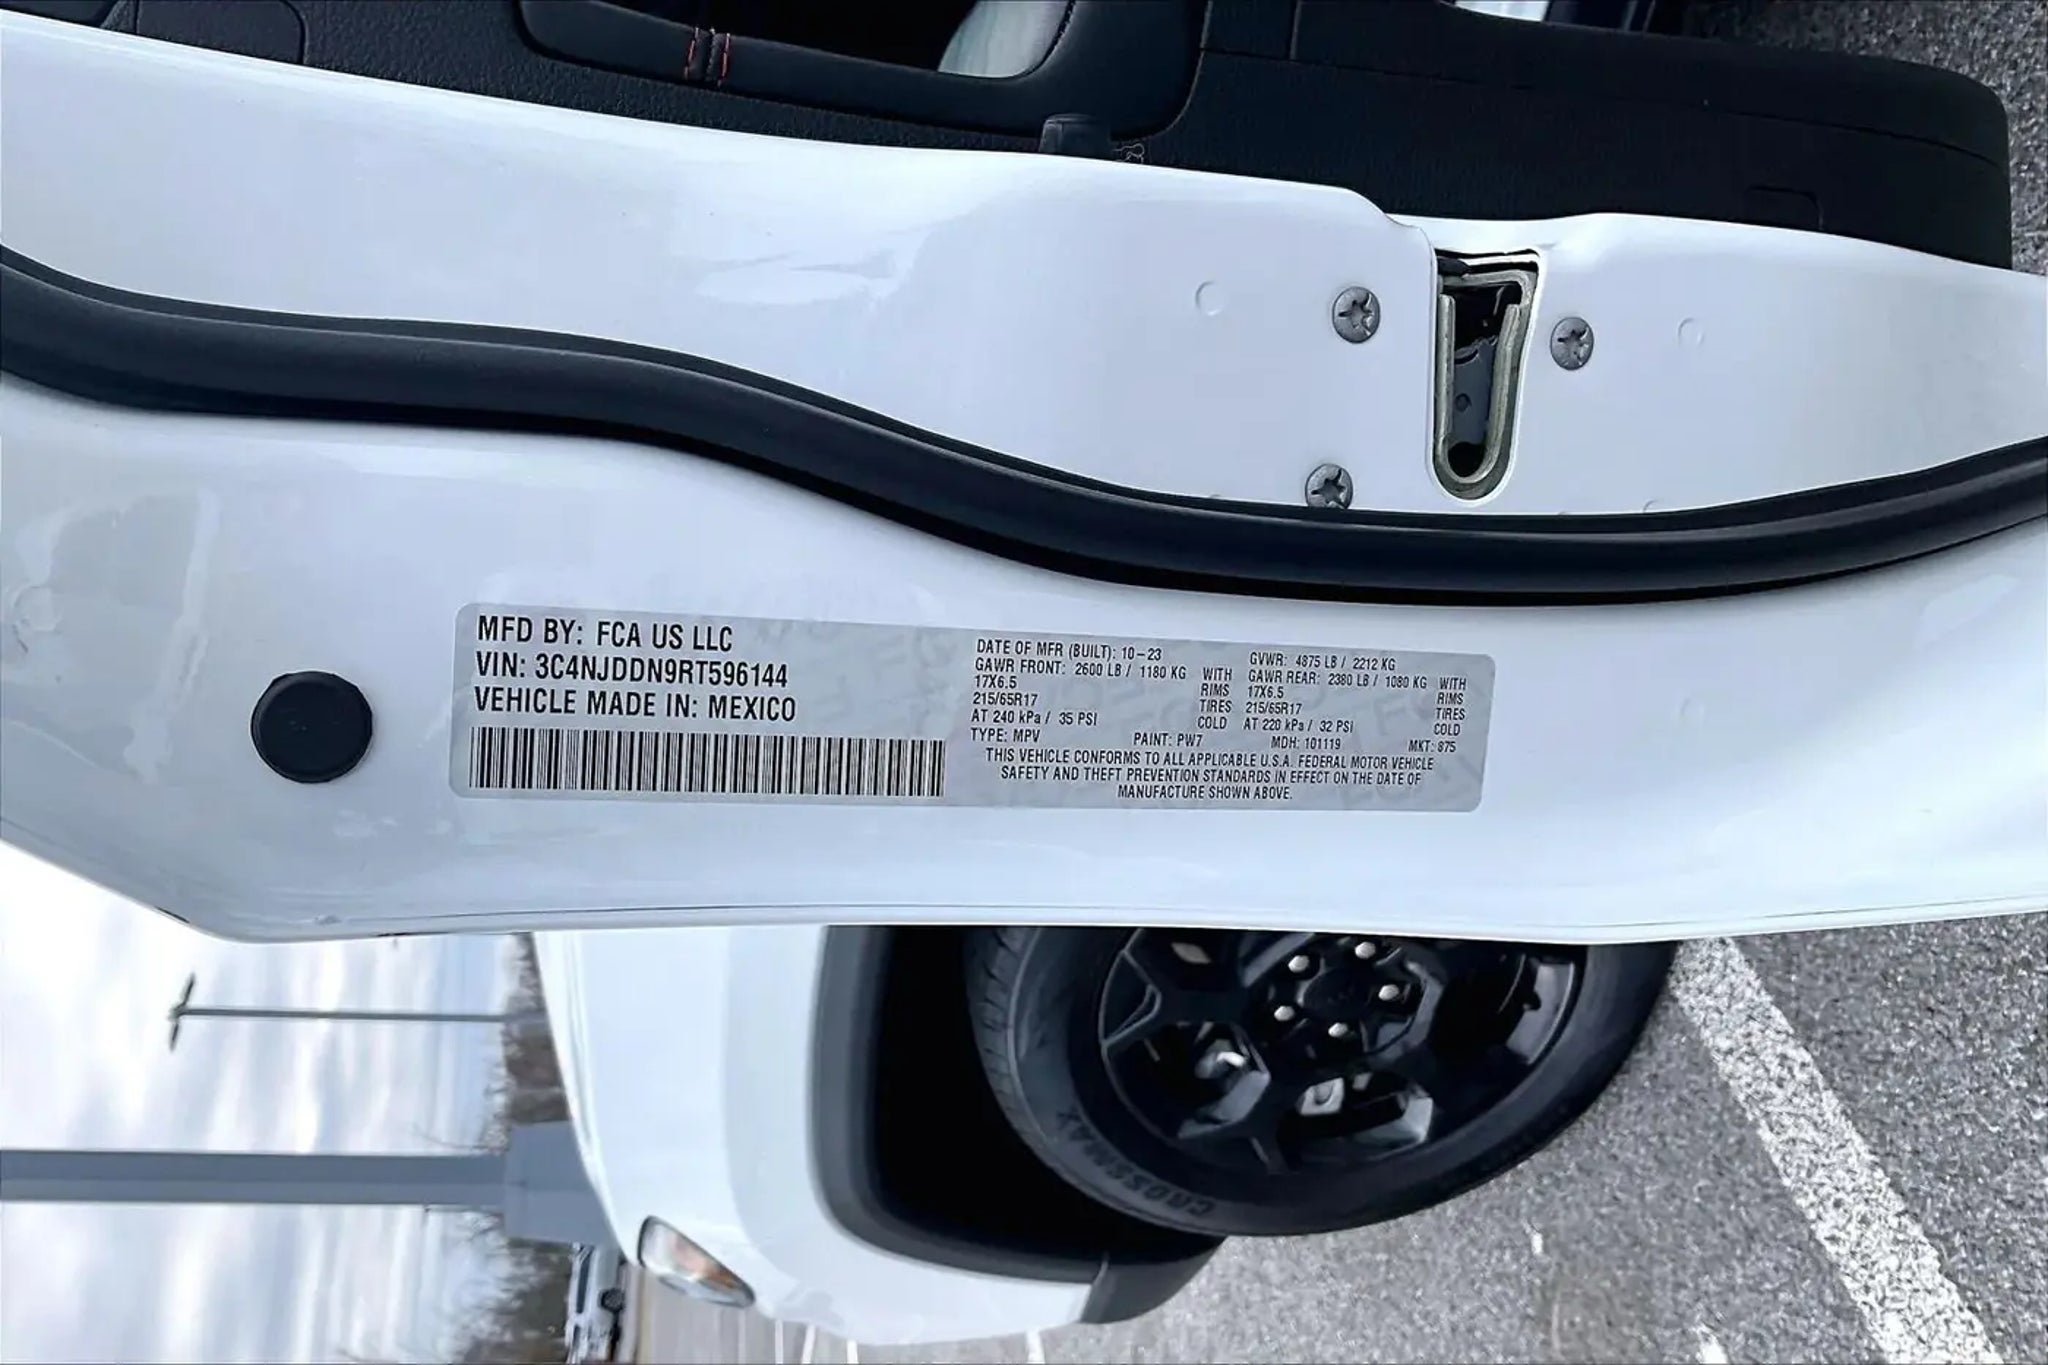 MFD BY: FCA US LLC
VIN: 3C4NJDDN9RT596144
VEHICLE MADE IN: MEXICO
DATE OF MFR (BUILT): 10-23 GVWR: 4875 LB / 2212 KG
GAWR FRONT: 2600 LB / 1180 KG WITH GAWR REAR: 2380 LB / 1080 KG WITH
17X6.5 RIMS 17X6.5 RIMS
215/65R17 TIRES 215/65R17 TIRES
AT 240 kPa / 35 PSI COLD AT 220 kPa / 32 PSI COLD
TYPE: MPV PAINT: PW7 MDH: 101119 MKT: 875
THIS VEHICLE CONFORMS TO ALL APPLICABLE U.S.A. FEDERAL MOTOR VEHICLE
SAFETY AND THEFT PREVENTION STANDARDS IN EFFECT ON THE DATE OF
MANUFACTURE SHOWN ABOVE.
CROSSMAX